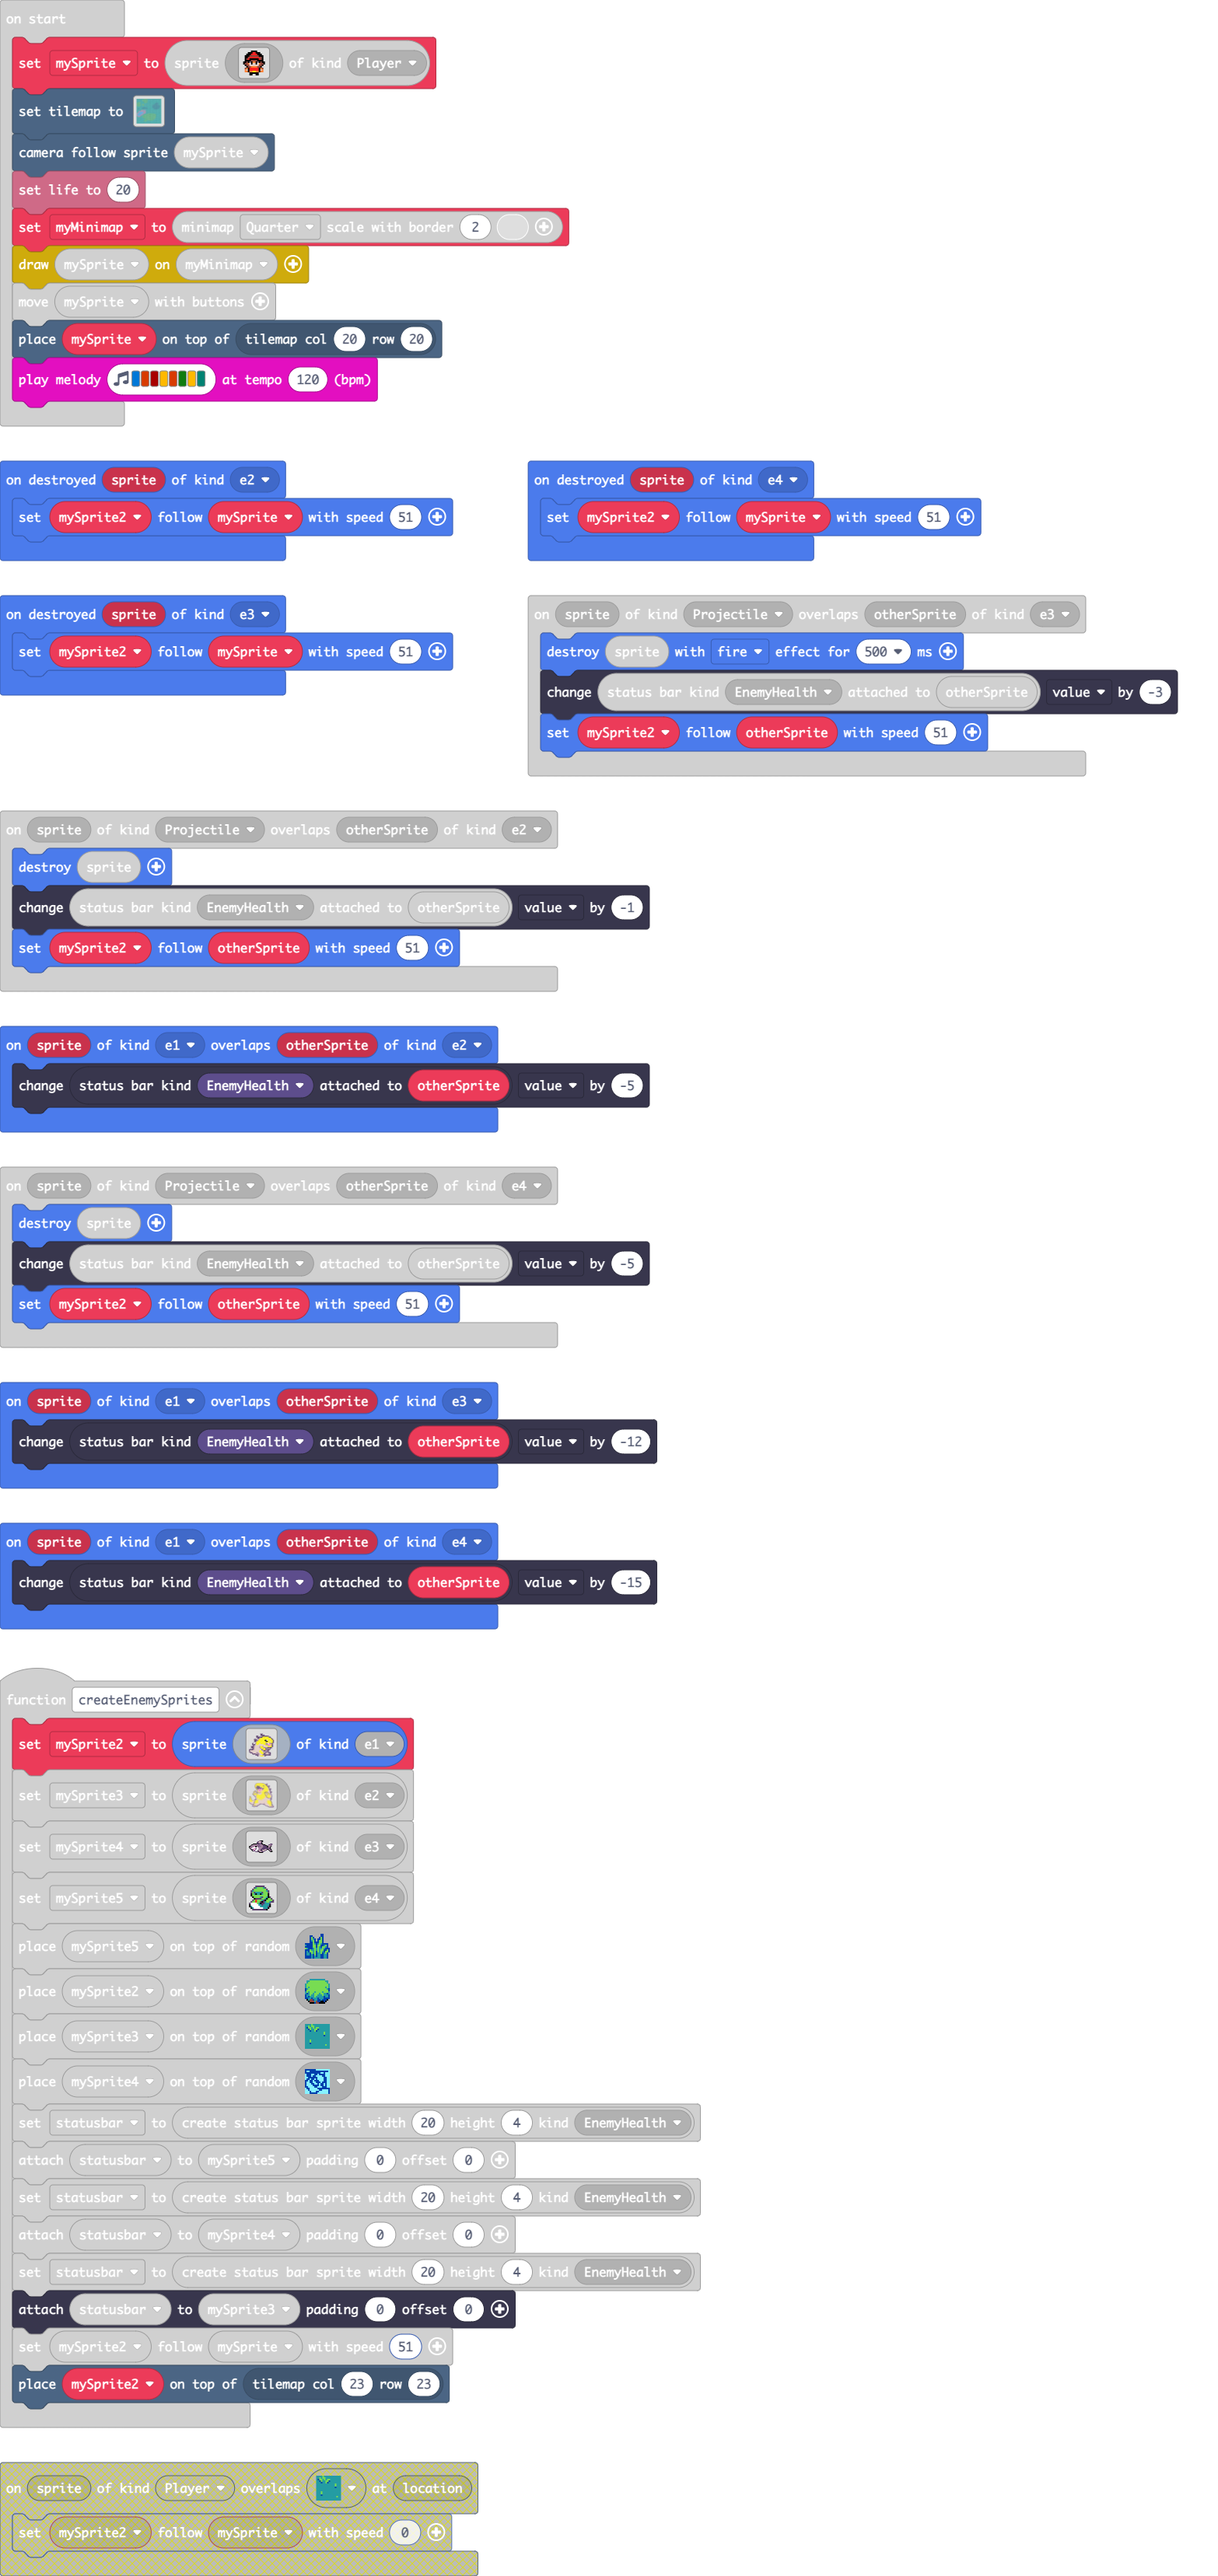 on start
set mySprite to sprite of kind Player
set tilemap to
camera follow sprite mySprite
set life to 20
set myMinimap to minimap Quarter scale with border 2
draw mySprite on myMinimap
move mySprite with buttons
place mySprite on top of tilemap col 20 row 20
play melody at tempo 120 (bpm)
on destroyed sprite of kind e2
set mySprite2 follow mySprite with speed 51
on destroyed sprite of kind e4
set mySprite2 follow mySprite with speed 51
on destroyed sprite of kind e3
set mySprite2 follow mySprite with speed 51
on sprite of kind Projectile overlaps otherSprite of kind e3
destroy sprite with fire effect for 500 ms
change status bar kind EnemyHealth attached to otherSprite value by -3
set mySprite2 follow otherSprite with speed 51
on sprite of kind Projectile overlaps otherSprite of kind e2
destroy sprite
change status bar kind EnemyHealth attached to otherSprite value by -1
set mySprite2 follow otherSprite with speed 51
on sprite of kind e1 overlaps otherSprite of kind e2
change status bar kind EnemyHealth attached to otherSprite value by -5
on sprite of kind Projectile overlaps otherSprite of kind e4
destroy sprite
change status bar kind EnemyHealth attached to otherSprite value by -5
set mySprite2 follow otherSprite with speed 51
on sprite of kind e1 overlaps otherSprite of kind e3
change status bar kind EnemyHealth attached to otherSprite value by -12
on sprite of kind e1 overlaps otherSprite of kind e4
change status bar kind EnemyHealth attached to otherSprite value by -15
function createEnemySprites
set mySprite2 to sprite of kind e1
set mySprite3 to sprite of kind e2
set mySprite4 to sprite of kind e3
set mySprite5 to sprite of kind e4
place mySprite5 on top of random
place mySprite2 on top of random
place mySprite3 on top of random
place mySprite4 on top of random
set statusbar to create status bar sprite width 20 height 4 kind EnemyHealth
attach statusbar to mySprite5 padding 0 offset 0
set statusbar to create status bar sprite width 20 height 4 kind EnemyHealth
attach statusbar to mySprite4 padding 0 offset 0
set statusbar to create status bar sprite width 20 height 4 kind EnemyHealth
attach statusbar to mySprite3 padding 0 offset 0
set mySprite2 follow mySprite with speed 51
place mySprite2 on top of tilemap col 23 row 23
on sprite of kind Player overlaps at location
set mySprite2 follow mySprite with speed 0